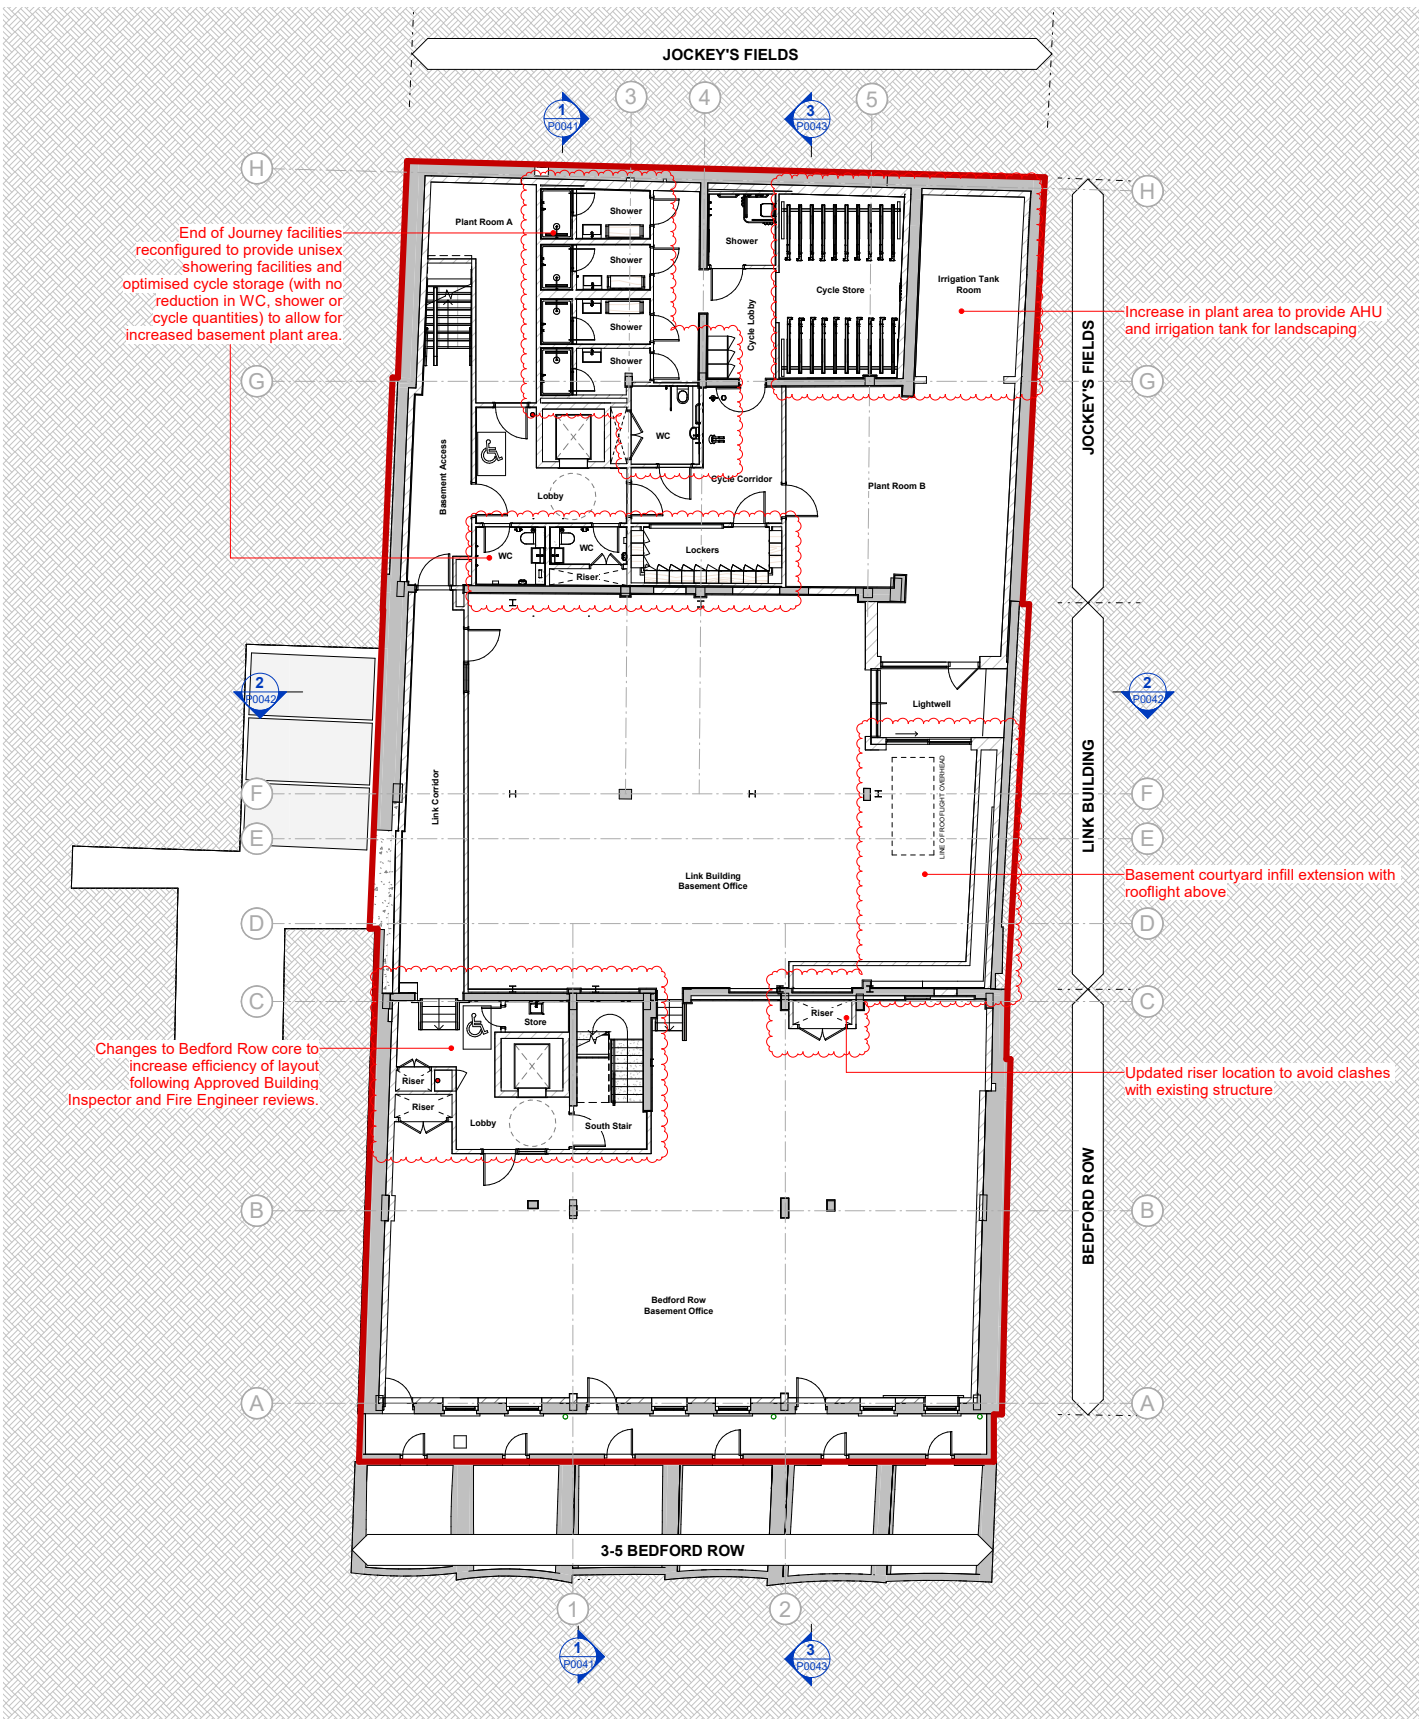 JOCKEY'S FIELDS
1
P0041
3
4
3
P0043
5
H
H
Plant Room A
Shower
Shower
Shower
Shower
Shower
Cycle Store
Cycle Lobby
Irrigation Tank
Room
End of Journey facilities
reconfigured to provide unisex
showering facilities and
optimised cycle storage (with no
reduction in WC, shower or
cycle quantities) to allow for
increased basement plant area.
Increase in plant area to provide AHU
and irrigation tank for landscaping
JOCKEY'S FIELDS
G
G
Basement Access
WC
Lobby
Cycle Corridor
Plant Room B
WC
WC
Riser
Lockers
2
P0042
2
P0042
Lightwell
LINE OF ROOFLIGHT OVERHEAD
LINK BUILDING
Link Corridor
F
F
E
E
Link Building
Basement Office
Basement courtyard infill extension with
rooflight above
D
D
C
C
Store
Riser
Changes to Bedford Row core to
increase efficiency of layout
following Approved Building
Inspector and Fire Engineer reviews.
Riser
Riser
Lobby
South Stair
Updated riser location to avoid clashes
with existing structure
BEDFORD ROW
B
B
Bedford Row
Basement Office
A
A
3-5 BEDFORD ROW
1
2
1
P0041
3
P0043